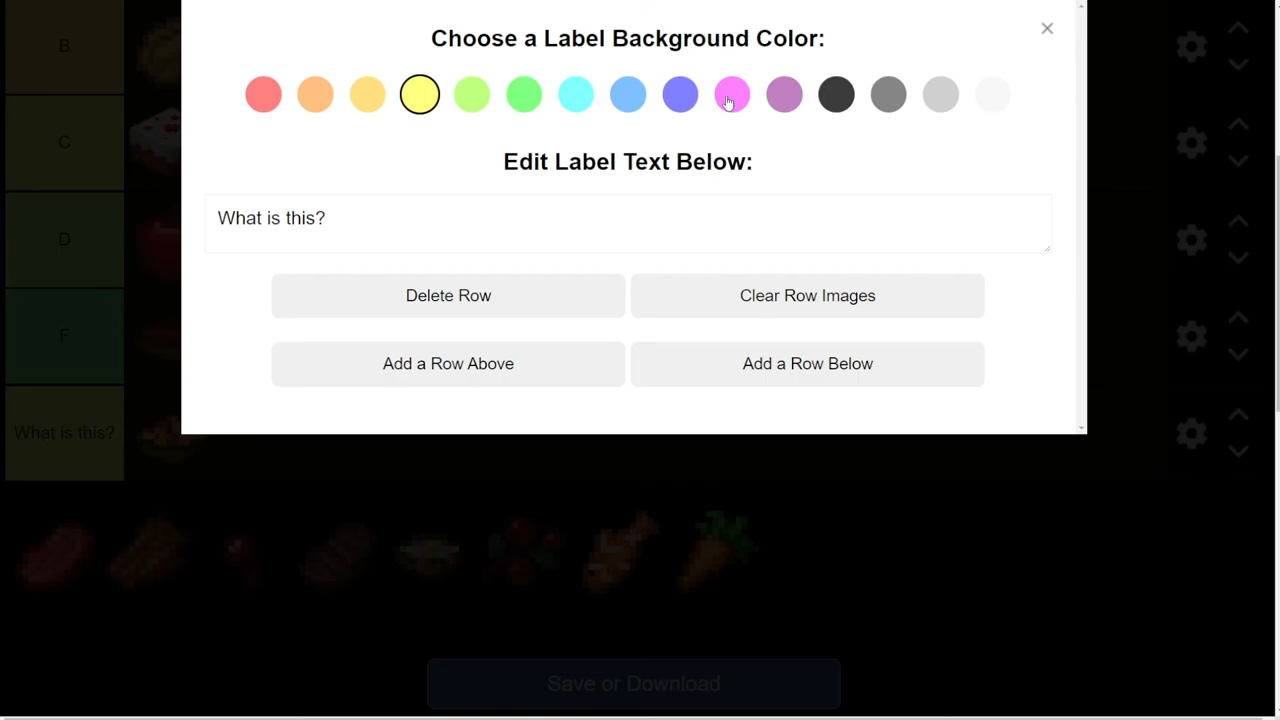 Choose a Label Background Color:
B
C
Edit Label Text Below:
What is this?
D
Delete Row
Clear Row Images
F
Add a Row Above
Add a Row Below
What is this?
Save or Download